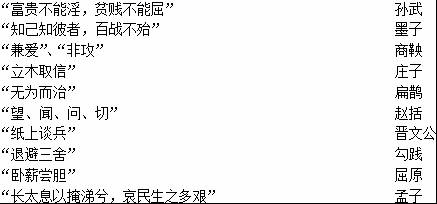 “富贵不能淫，贫贱不能屈” 孙武
“知己知彼者，百战不殆” 墨子
“兼爱”、“非攻” 商鞅
“立木取信” 庄子
“无为而治” 扁鹊
“望、闻、问、切” 赵括
“纸上谈兵” 晋文公
“退避三舍” 勾践
“卧薪尝胆” 屈原
“长太息以掩涕兮，哀民生之多艰” 孟子